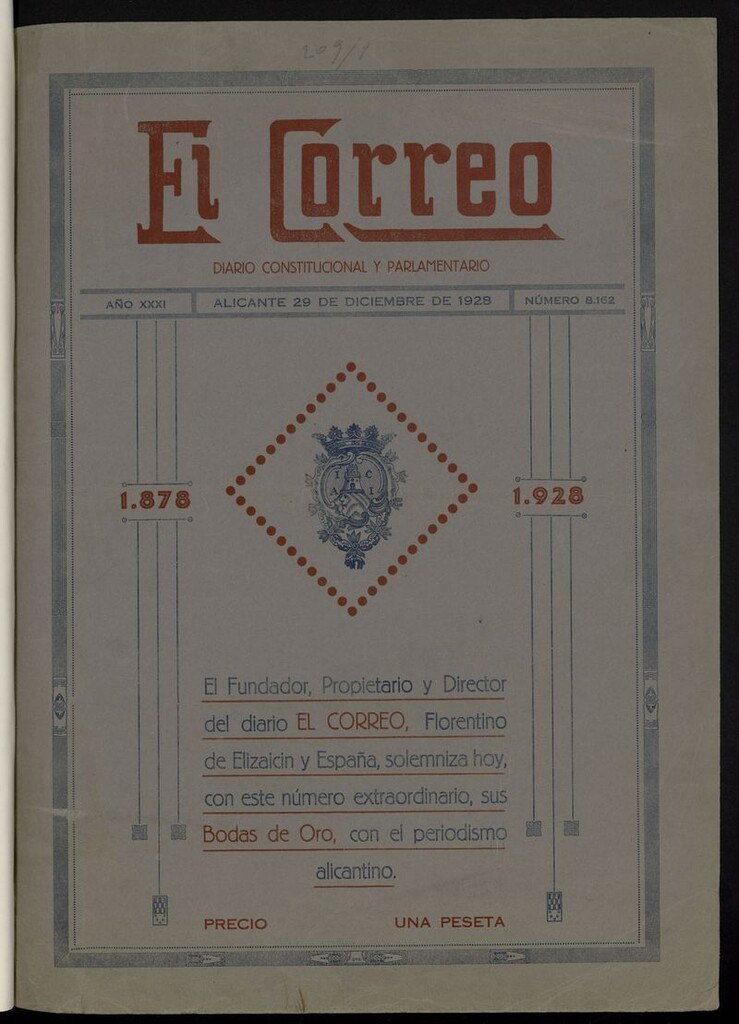 209/1
El Correo
DIARIO CONSTITUCIONAL Y PARLAMENTARIO
AÑO XXXI
ALICANTE 29 DE DICIEMBRE DE 1928
NÚMERO 8.162
I C
A I
1.878
1.928
El Fundador, Propietario y Director
del diario EL CORREO, Florentino
de Elizaicin y España, solemniza hoy,
con este número extraordinario, sus
Bodas de Oro, con el periodismo
alicantino.
PRECIO
UNA PESETA